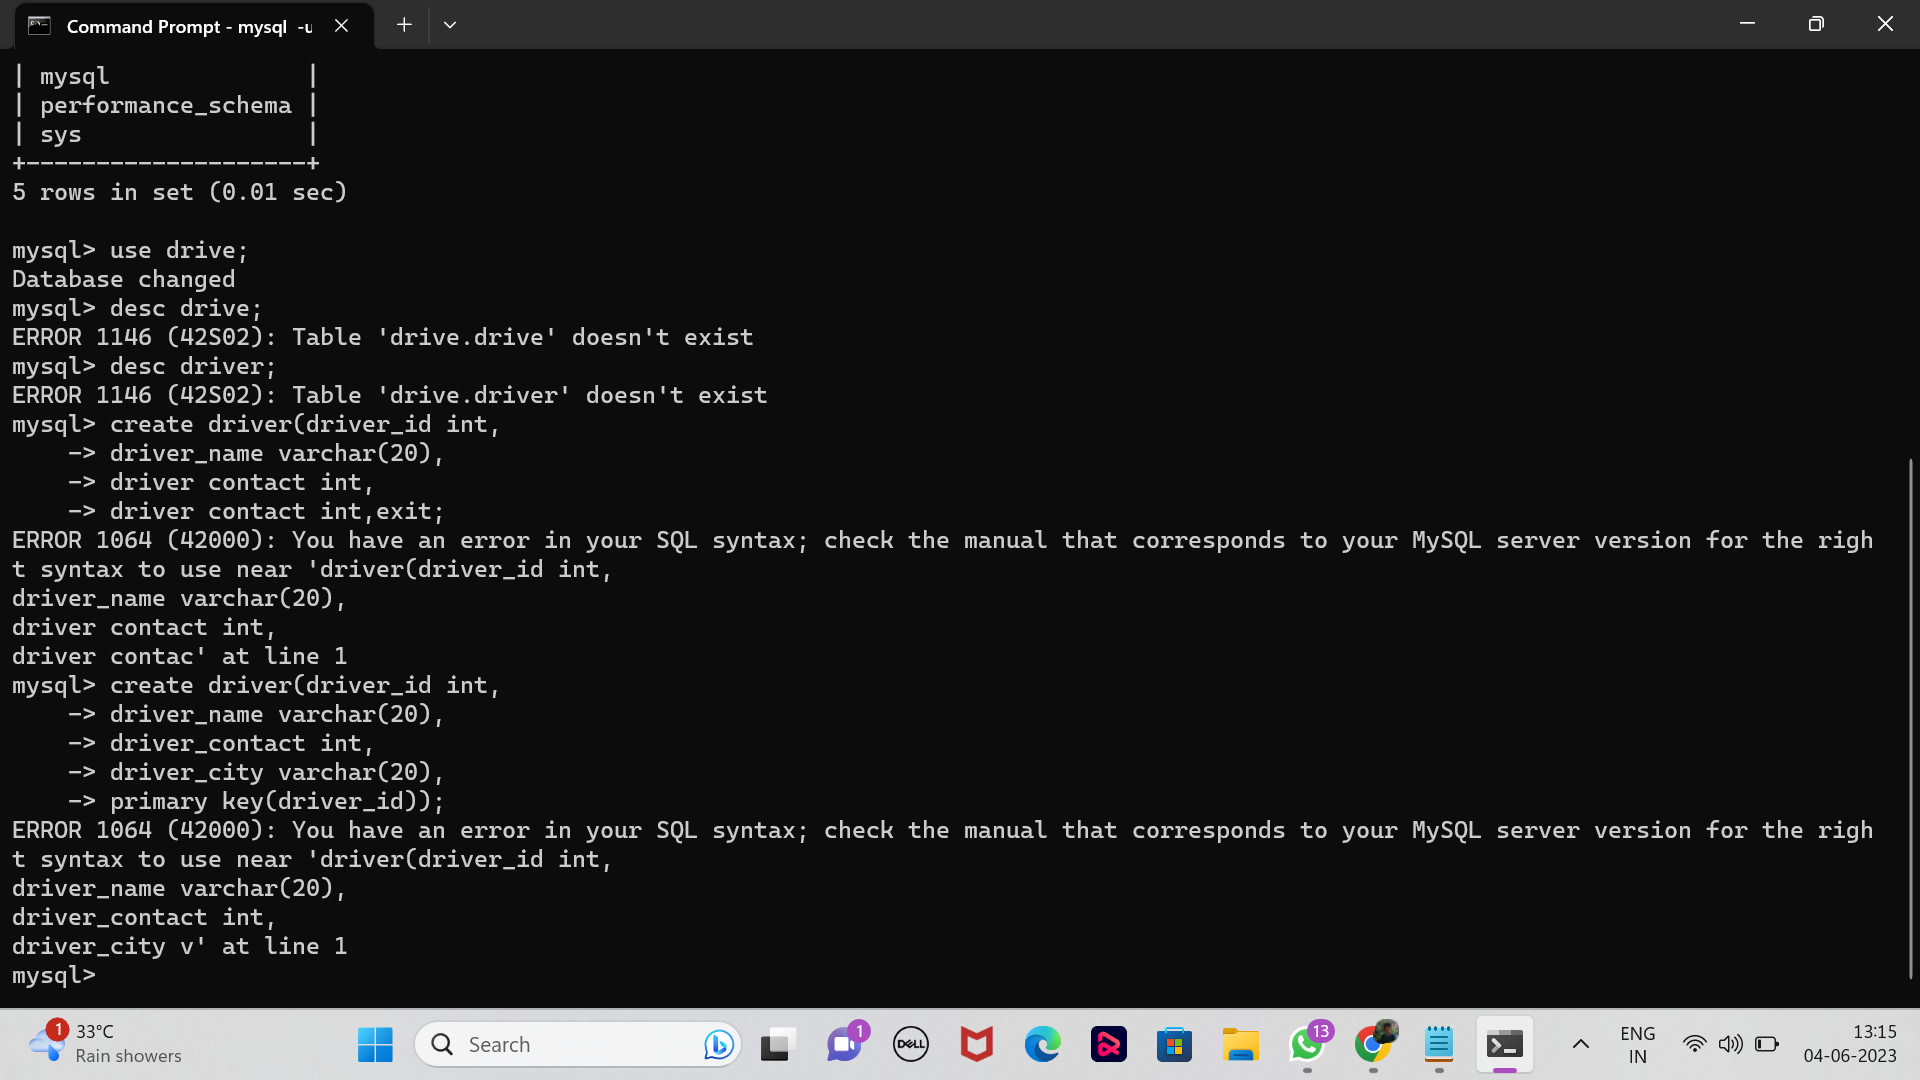 Command Prompt - mysql -u
| mysql |
| performance_schema |
| sys |
+--------------------+
5 rows in set (0.01 sec)
mysql> use drive;
Database changed
mysql> desc drive;
ERROR 1146 (42S02): Table 'drive.drive' doesn't exist
mysql> desc driver;
ERROR 1146 (42S02): Table 'drive.driver' doesn't exist
mysql> create driver(driver_id int,
-> driver_name varchar(20),
-> driver contact int,
-> driver contact int,exit;
ERROR 1064 (42000): You have an error in your SQL syntax; check the manual that corresponds to your MySQL server version for the righ
t syntax to use near 'driver(driver_id int,
driver_name varchar(20),
driver contact int,
driver contac' at line 1
mysql> create driver(driver_id int,
-> driver_name varchar(20),
-> driver_contact int,
-> driver_city varchar(20),
-> primary key(driver_id));
ERROR 1064 (42000): You have an error in your SQL syntax; check the manual that corresponds to your MySQL server version for the righ
t syntax to use near 'driver(driver_id int,
driver_name varchar(20),
driver_contact int,
driver_city v' at line 1
mysql>
1 33°C
Rain showers
Search
1
DELL
13
ENG
IN
13:15
04-06-2023